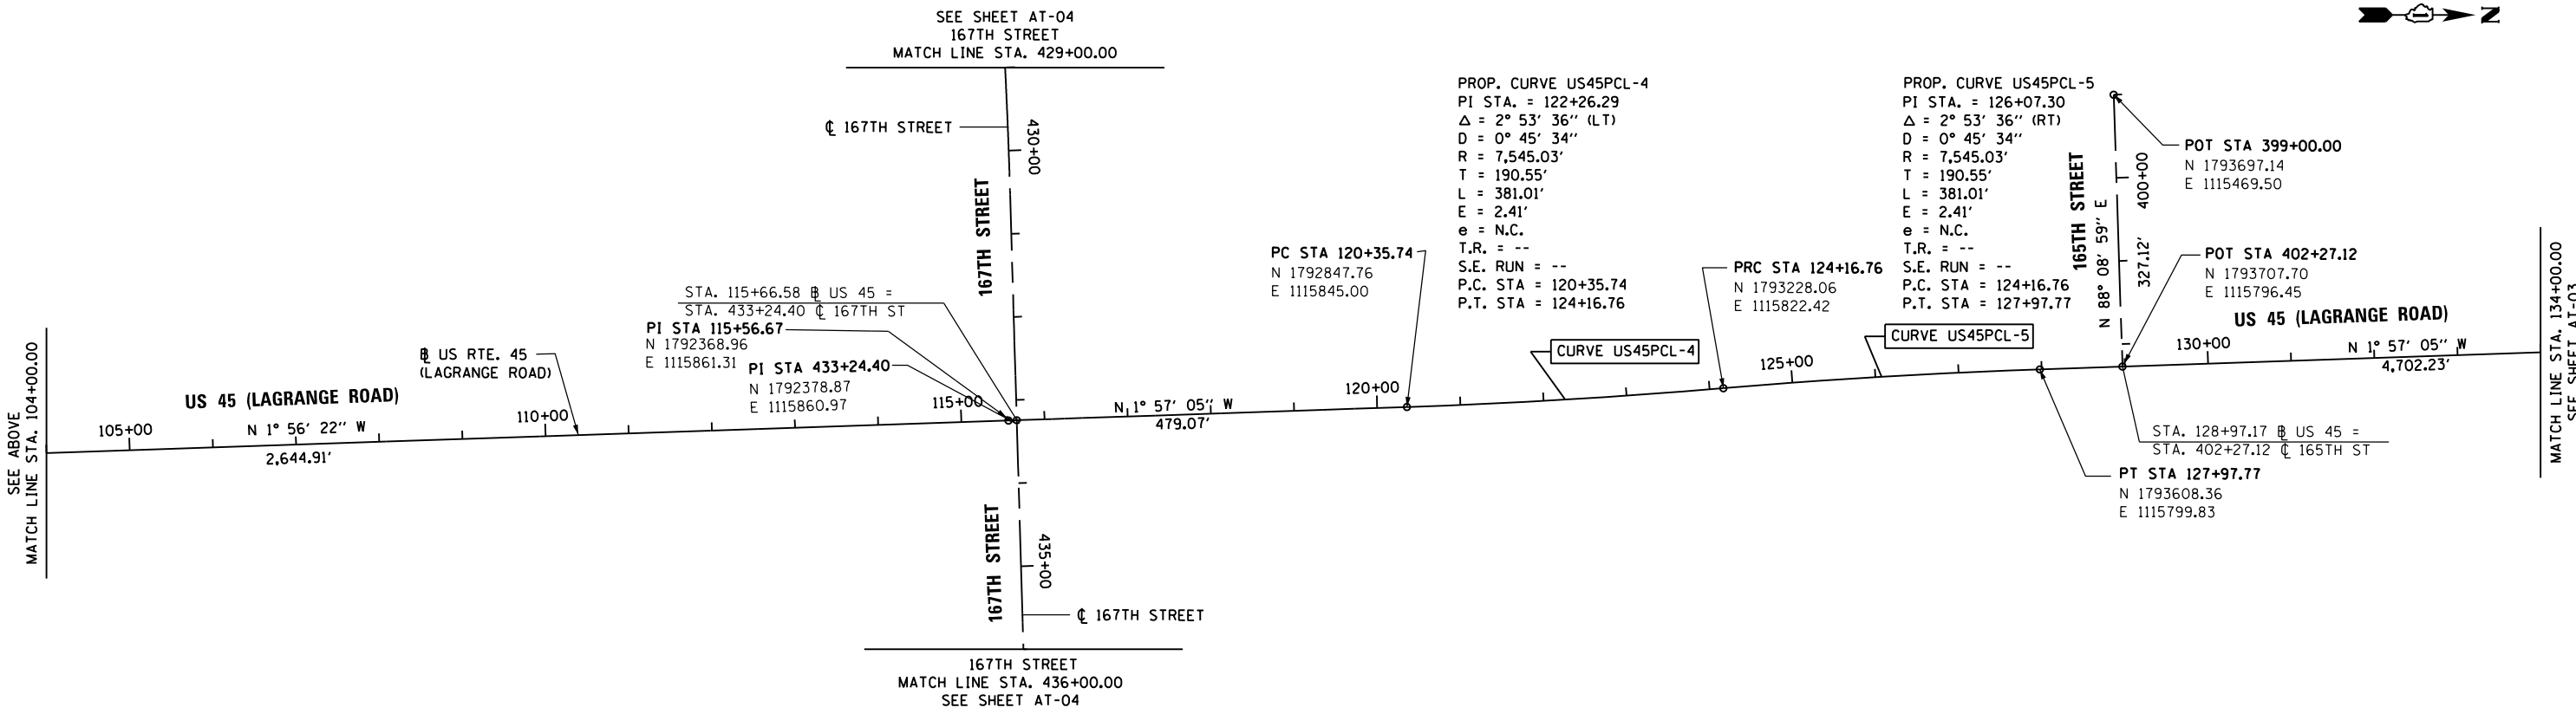 SEE SHEET AT-04
167TH STREET
MATCH LINE STA. 429+00.00
N
℄ 167TH STREET
430+00
167TH STREET
PROP. CURVE US45PCL-4
PI STA. = 122+26.29
Δ = 2° 53' 36" (LT)
D = 0° 45' 34"
R = 7,545.03'
T = 190.55'
L = 381.01'
E = 2.41'
e = N.C.
T.R. = --
S.E. RUN = --
P.C. STA = 120+35.74
P.T. STA = 124+16.76
PROP. CURVE US45PCL-5
PI STA. = 126+07.30
Δ = 2° 53' 36" (RT)
D = 0° 45' 34"
R = 7,545.03'
T = 190.55'
L = 381.01'
E = 2.41'
e = N.C.
T.R. = --
S.E. RUN = --
P.C. STA = 124+16.76
P.T. STA = 127+97.77
POT STA 399+00.00
N 1793697.14
E 1115469.50
165TH STREET
N 88° 08' 59" E
400+00
327.12'
POT STA 402+27.12
N 1793707.70
E 1115796.45
PC STA 120+35.74
N 1792847.76
E 1115845.00
PRC STA 124+16.76
N 1793228.06
E 1115822.42
STA. 115+66.58 ⅊ US 45 =
STA. 433+24.40 ℄ 167TH ST
PI STA 115+56.67
N 1792368.96
E 1115861.31
PI STA 433+24.40
N 1792378.87
E 1115860.97
SEE ABOVE
MATCH LINE STA. 104+00.00
⅊ US RTE. 45
(LAGRANGE ROAD)
US 45 (LAGRANGE ROAD)
105+00
N 1° 56' 22" W
2,644.91'
110+00
115+00
N 1° 57' 05" W
479.07'
120+00
CURVE US45PCL-4
125+00
CURVE US45PCL-5
130+00
US 45 (LAGRANGE ROAD)
N 1° 57' 05" W
4,702.23'
MATCH LINE STA. 134+00.00
SEE SHEET AT-03
STA. 128+97.17 ⅊ US 45 =
STA. 402+27.12 ℄ 165TH ST
PT STA 127+97.77
N 1793608.36
E 1115799.83
167TH STREET
435+00
℄ 167TH STREET
167TH STREET
MATCH LINE STA. 436+00.00
SEE SHEET AT-04